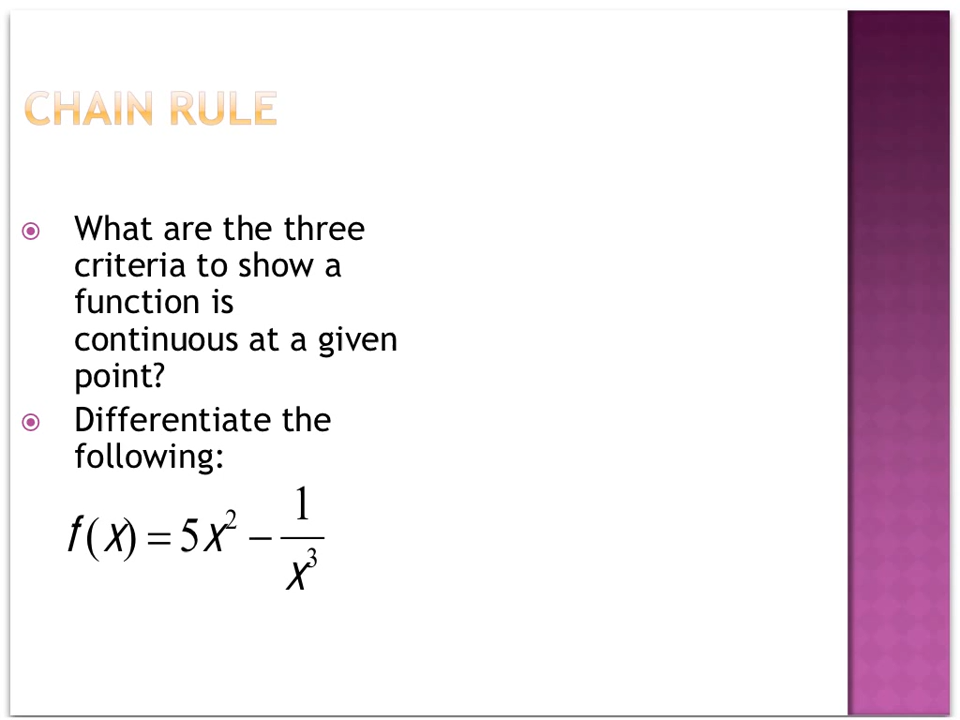 CHAIN RULE
What are the three
criteria to show a
function is
continuous at a given
point?
Differentiate the
following:
f(x) = 5x² − 1/x³